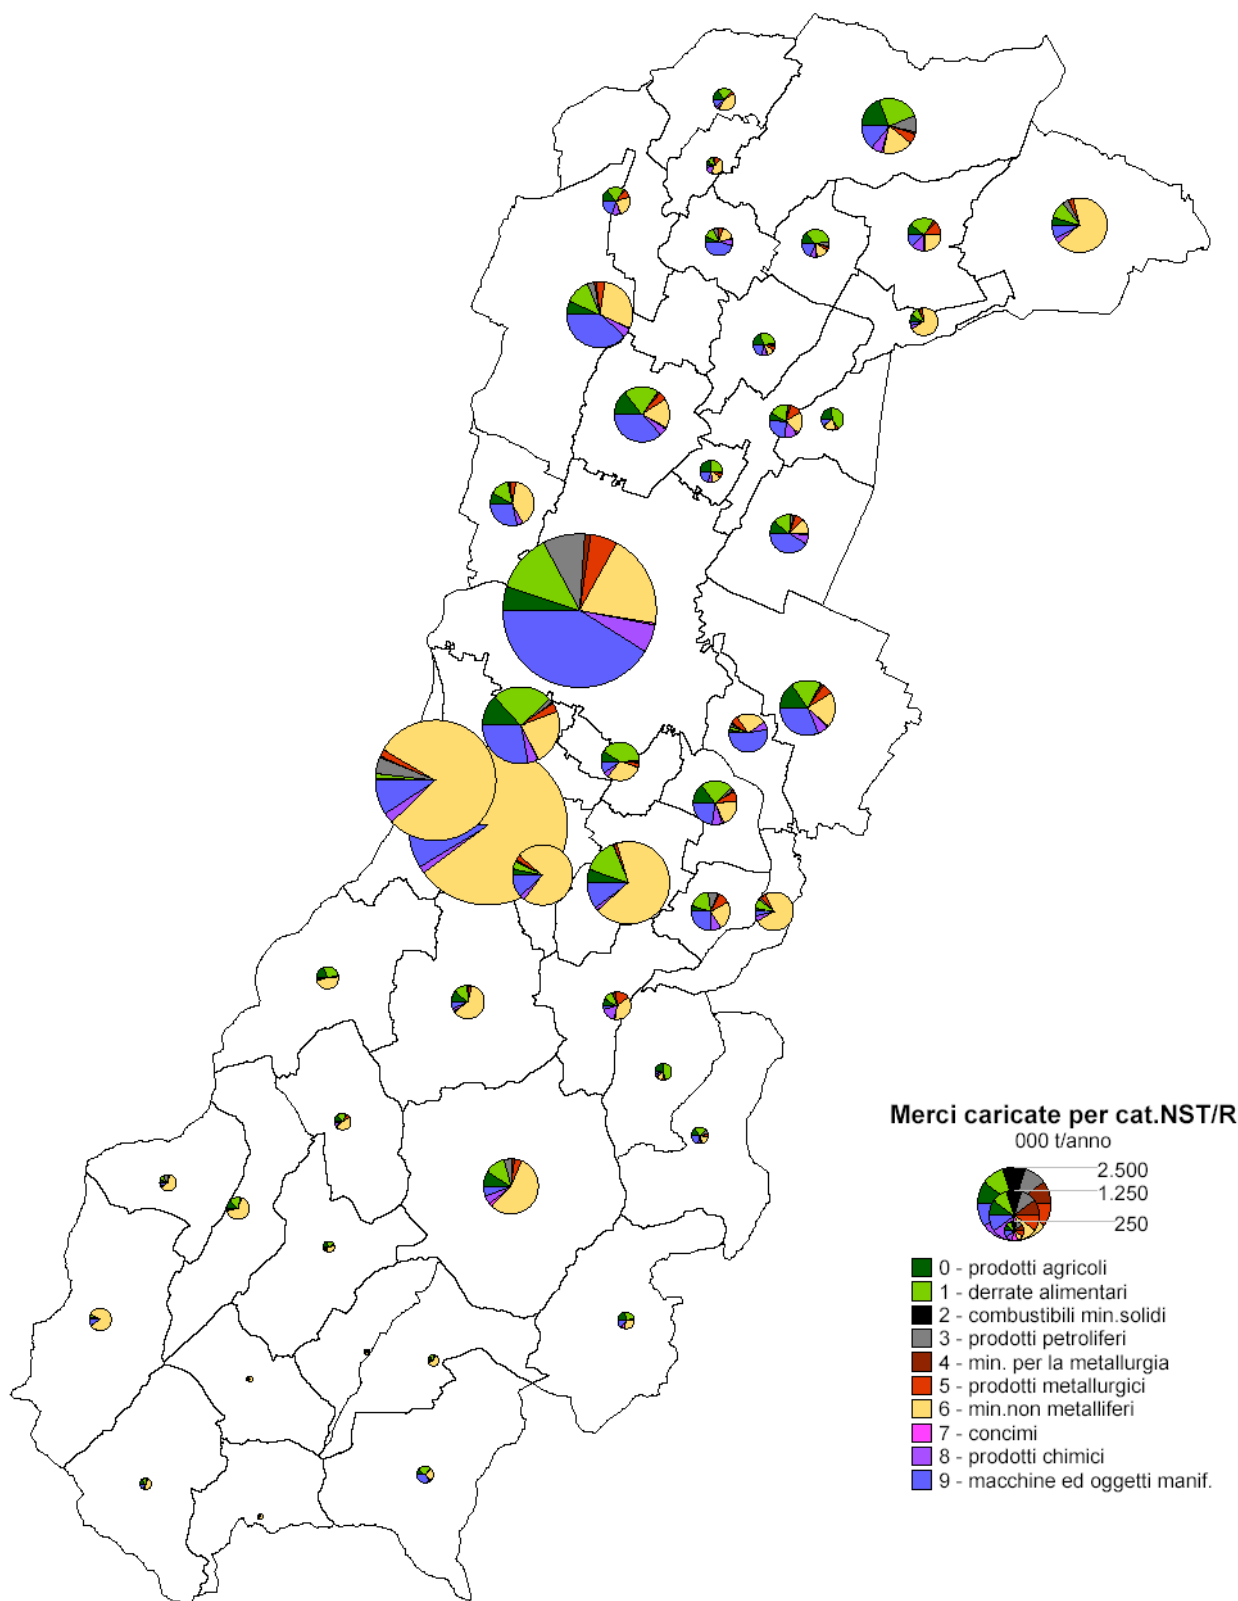 Merci caricate per cat.NST/R
000 t/anno
2.500
1.250
250
0 - prodotti agricoli
1 - derrate alimentari
2 - combustibili min.solidi
3 - prodotti petroliferi
4 - min. per la metallurgia
5 - prodotti metallurgici
6 - min.non metalliferi
7 - concimi
8 - prodotti chimici
9 - macchine ed oggetti manif.